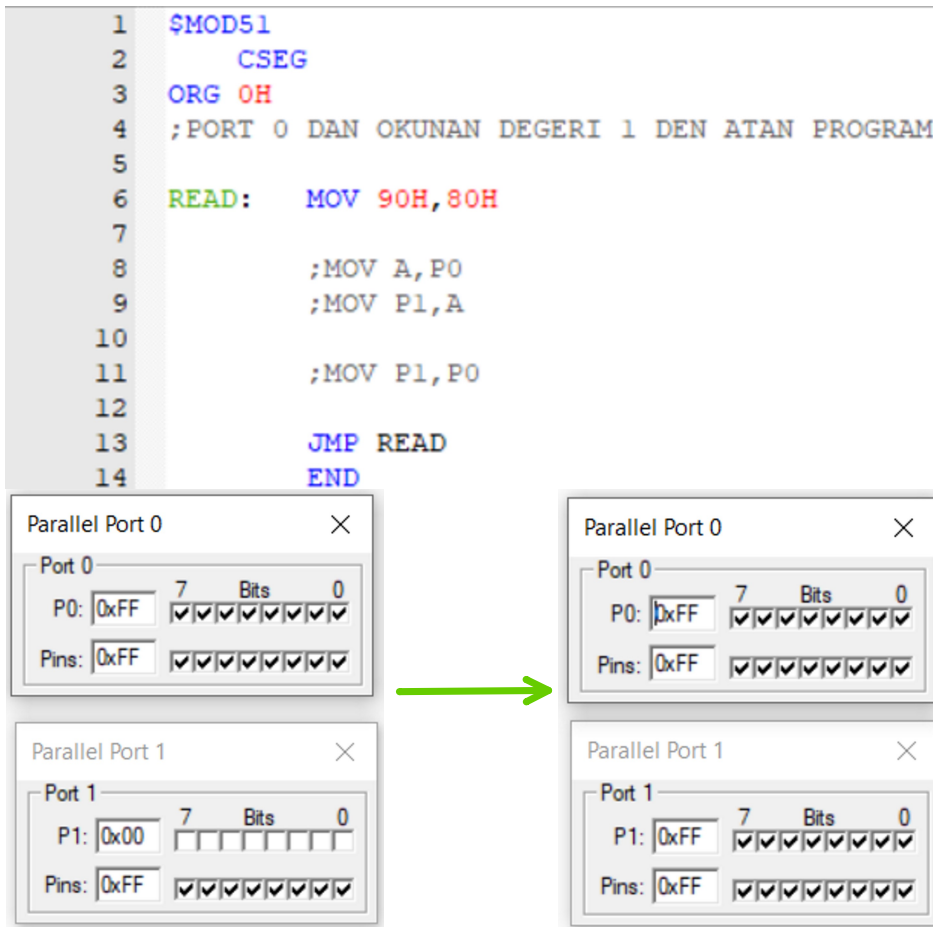 1 $MOD51
2 CSEG
3 ORG 0H
4 ;PORT 0 DAN OKUNAN DEGERI 1 DEN ATAN PROGRAM
5
6 READ: MOV 90H,80H
7
8 ;MOV A,P0
9 ;MOV P1,A
10
11 ;MOV P1,P0
12
13 JMP READ
14 END
Parallel Port 0
Port 0
7 Bits 0
P0: 0xFF
Pins: 0xFF
Parallel Port 1
Port 1
7 Bits 0
P1: 0x00
Pins: 0xFF
Parallel Port 0
Port 0
7 Bits 0
P0: 0xFF
Pins: 0xFF
Parallel Port 1
Port 1
7 Bits 0
P1: 0xFF
Pins: 0xFF